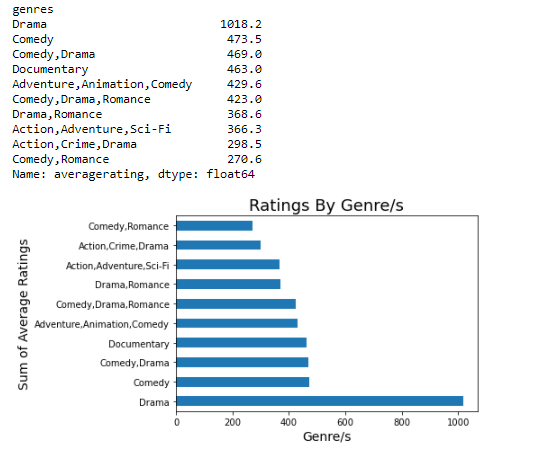 genres
Drama 1018.2
Comedy 473.5
Comedy,Drama 469.0
Documentary 463.0
Adventure,Animation,Comedy 429.6
Comedy,Drama,Romance 423.0
Drama,Romance 368.6
Action,Adventure,Sci-Fi 366.3
Action,Crime,Drama 298.5
Comedy,Romance 270.6
Name: averagerating, dtype: float64
Ratings By Genre/s
Sum of Average Ratings
Comedy,Romance
Action,Crime,Drama
Action,Adventure,Sci-Fi
Drama,Romance
Comedy,Drama,Romance
Adventure,Animation,Comedy
Documentary
Comedy,Drama
Comedy
Drama
0 200 400 600 800 1000
Genre/s